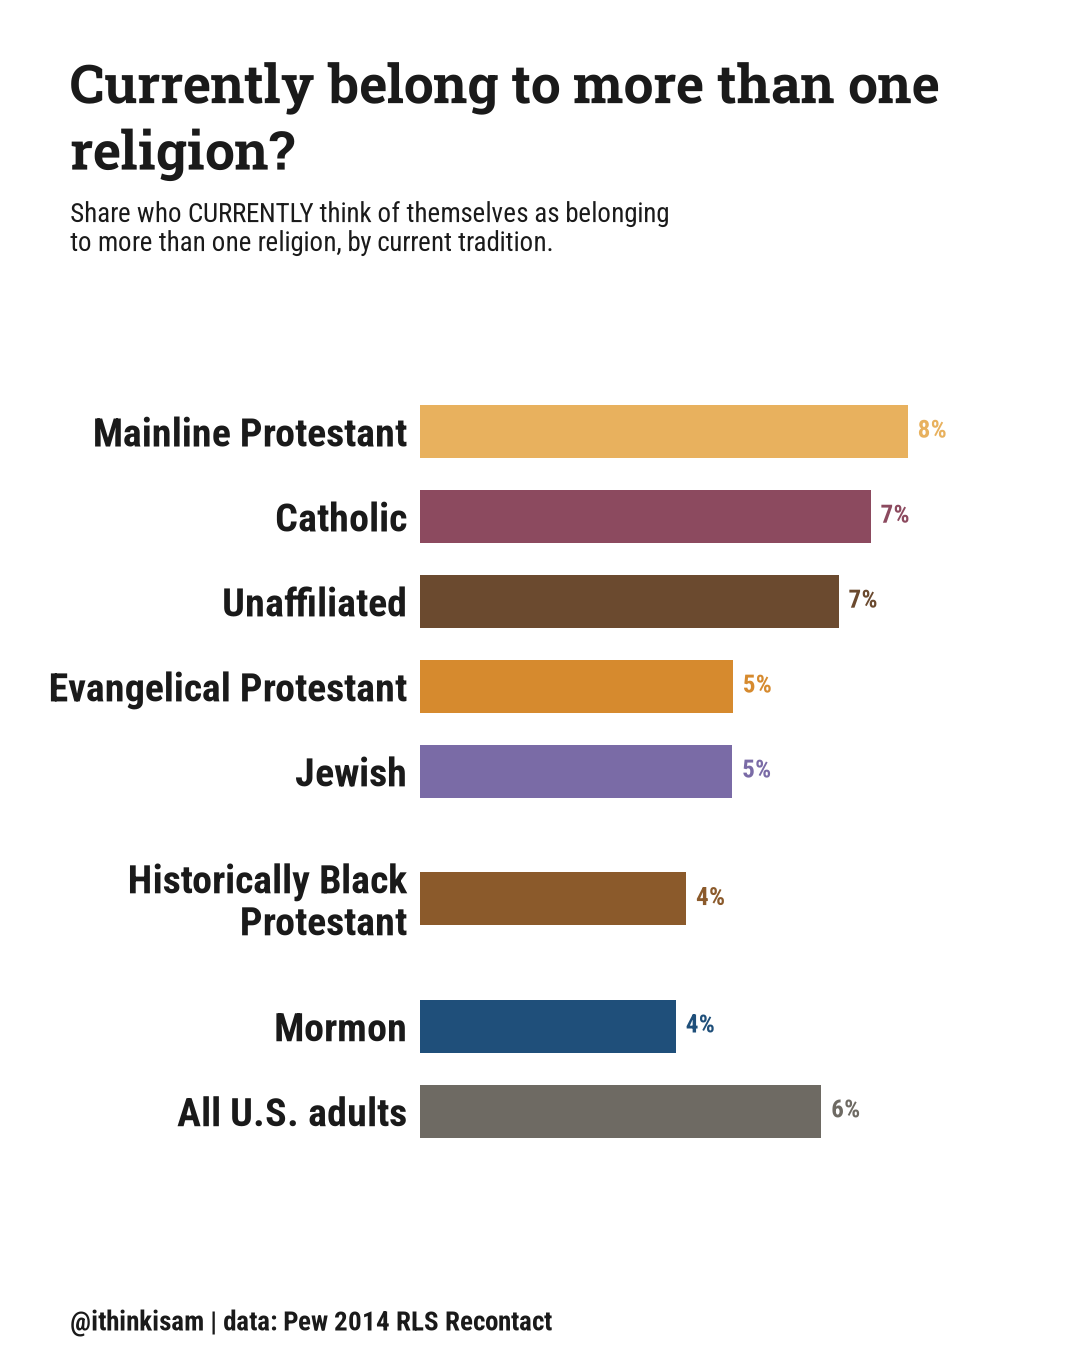 Currently belong to more than one
religion?
Share who CURRENTLY think of themselves as belonging
to more than one religion, by current tradition.
Mainline Protestant 8%
Catholic 7%
Unaffiliated 7%
Evangelical Protestant 5%
Jewish 5%
Historically Black
Protestant 4%
Mormon 4%
All U.S. adults 6%
@ithinkisam | data: Pew 2014 RLS Recontact